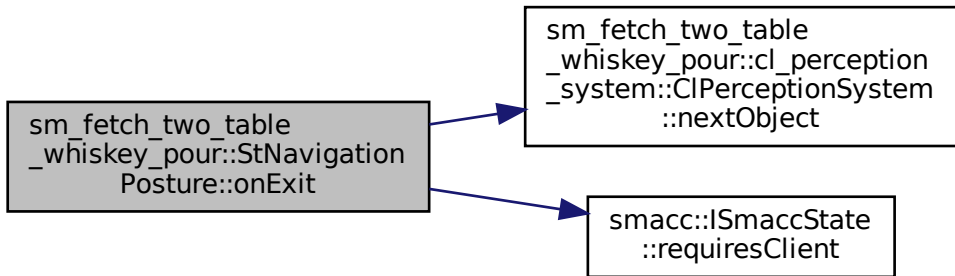 sm_fetch_two_table
_whiskey_pour::StNavigation
Posture::onExit
sm_fetch_two_table
_whiskey_pour::cl_perception
_system::ClPerceptionSystem
::nextObject
smacc::ISmaccState
::requiresClient